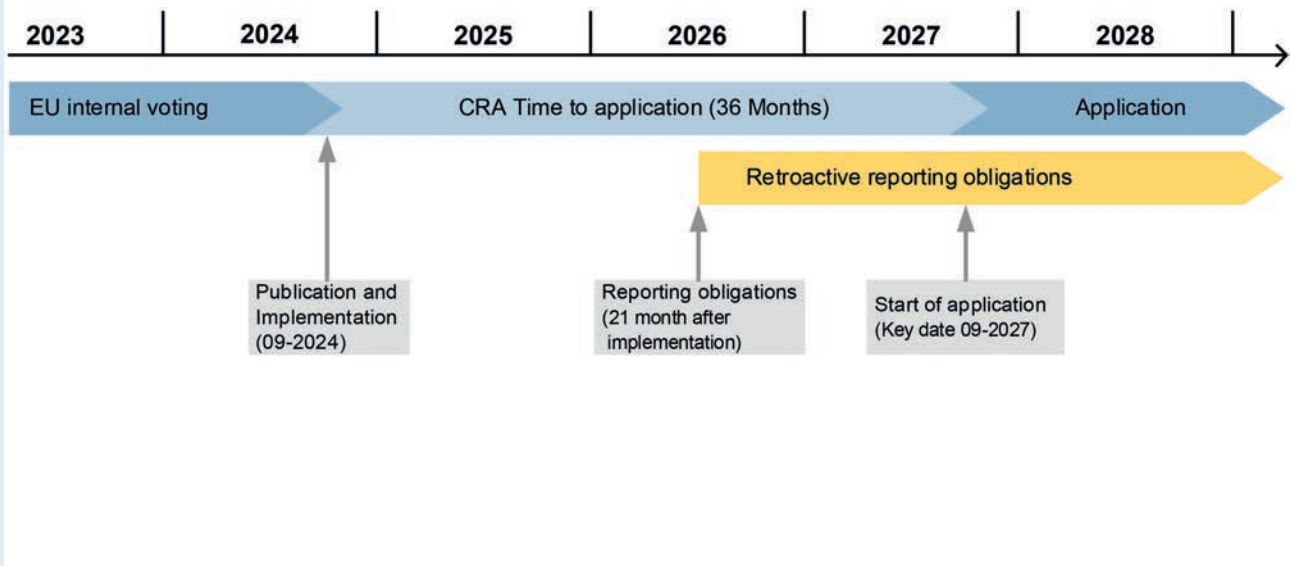 2023 2024 2025 2026 2027 2028
EU internal voting CRA Time to application (36 Months) Application
Retroactive reporting obligations
Publication and
Implementation
(09-2024)
Reporting obligations
(21 month after
implementation)
Start of application
(Key date 09-2027)